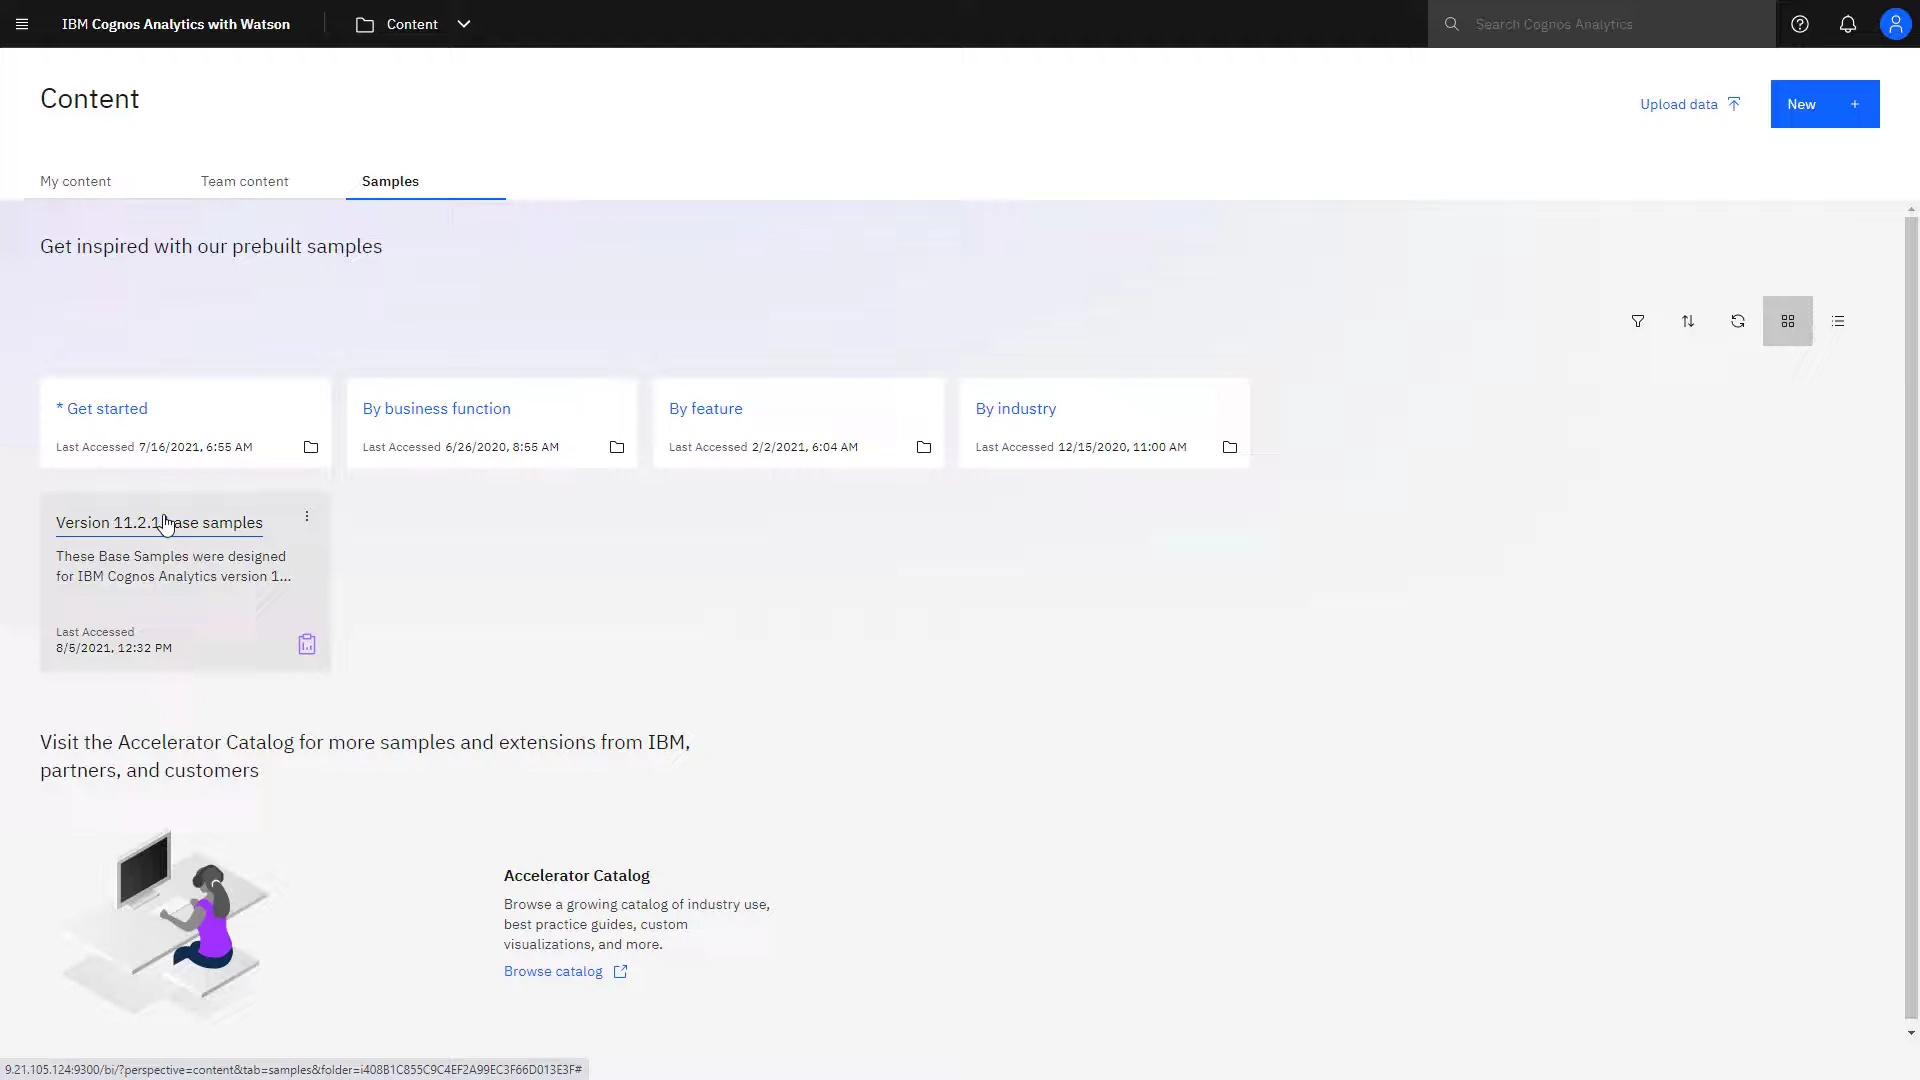 IBM Cognos Analytics with Watson
Content
Search Cognos Analytics
Content
Upload data
New +
My content
Team content
Samples
Get inspired with our prebuilt samples
* Get started
Last Accessed 7/16/2021, 6:55 AM
By business function
Last Accessed 6/26/2020, 8:55 AM
By feature
Last Accessed 2/2/2021, 6:04 AM
By industry
Last Accessed 12/15/2020, 11:00 AM
Version 11.2.1 base samples
These Base Samples were designed
for IBM Cognos Analytics version 1...
Last Accessed
8/5/2021, 12:32 PM
Visit the Accelerator Catalog for more samples and extensions from IBM,
partners, and customers
Accelerator Catalog
Browse a growing catalog of industry use,
best practice guides, custom
visualizations, and more.
Browse catalog
9.21.105.124:9300/bi/?perspective=content&tab=samples&folder=i408B1C855C9C4EF2A99EC3F66D013E3F#